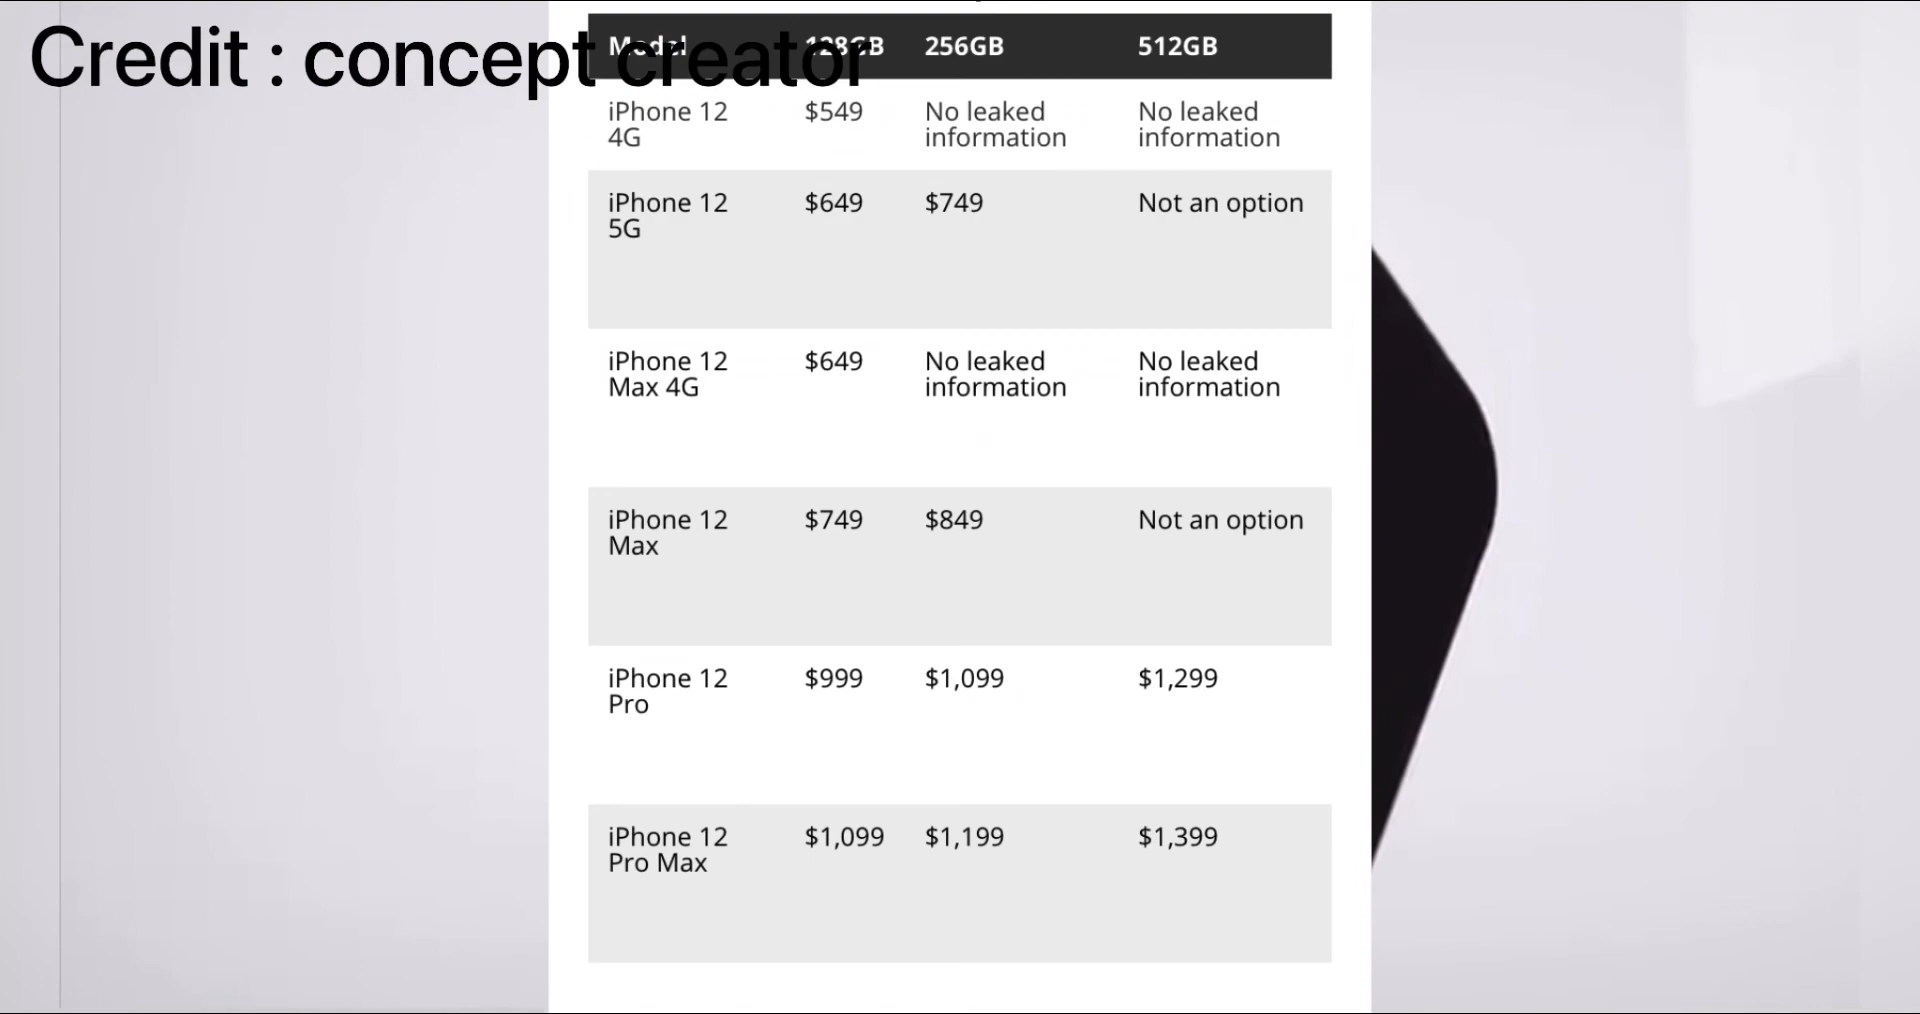 Credit : concept creator
Model 128GB 256GB 512GB
iPhone 12 $549 No leaked No leaked
4G information information
iPhone 12 $649 $749 Not an option
5G
iPhone 12 $649 No leaked No leaked
Max 4G information information
iPhone 12 $749 $849 Not an option
Max
iPhone 12 $999 $1,099 $1,299
Pro
iPhone 12 $1,099 $1,199 $1,399
Pro Max